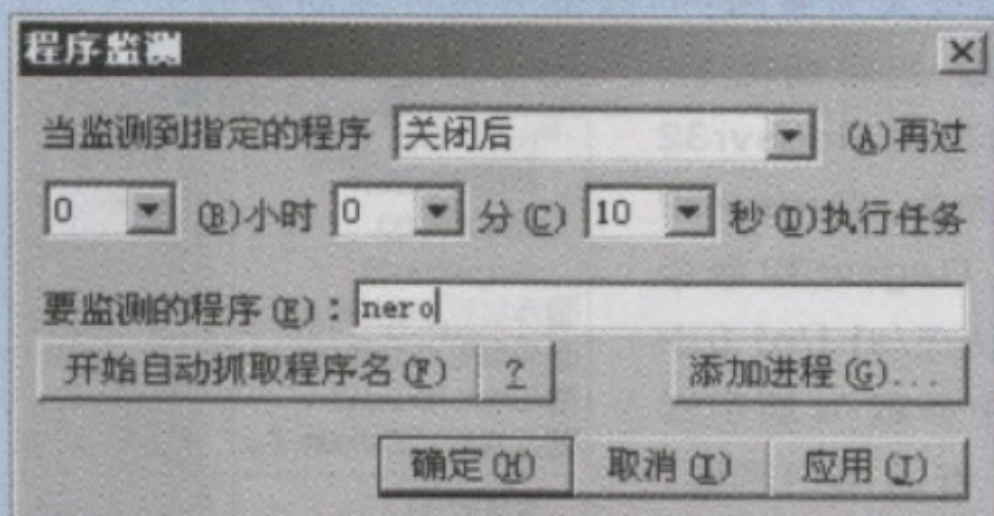 程序监测
当监测到指定的程序 关闭后 (A)再过
0 (B)小时 0 分(C) 10 秒(D)执行任务
要监测的程序(E)：nero
开始自动抓取程序名(F) ? 添加进程(G)...
确定(H) 取消(I) 应用(J)